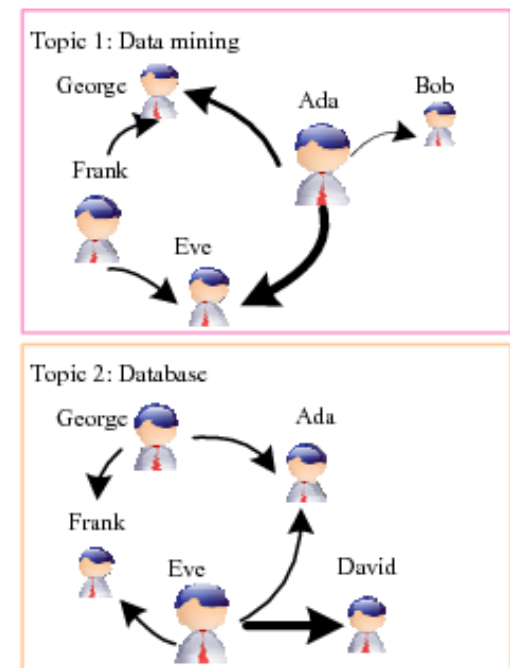 Topic 1: Data mining
George
Ada
Bob
Frank
Eve
Topic 2: Database
George
Ada
Frank
Eve
David